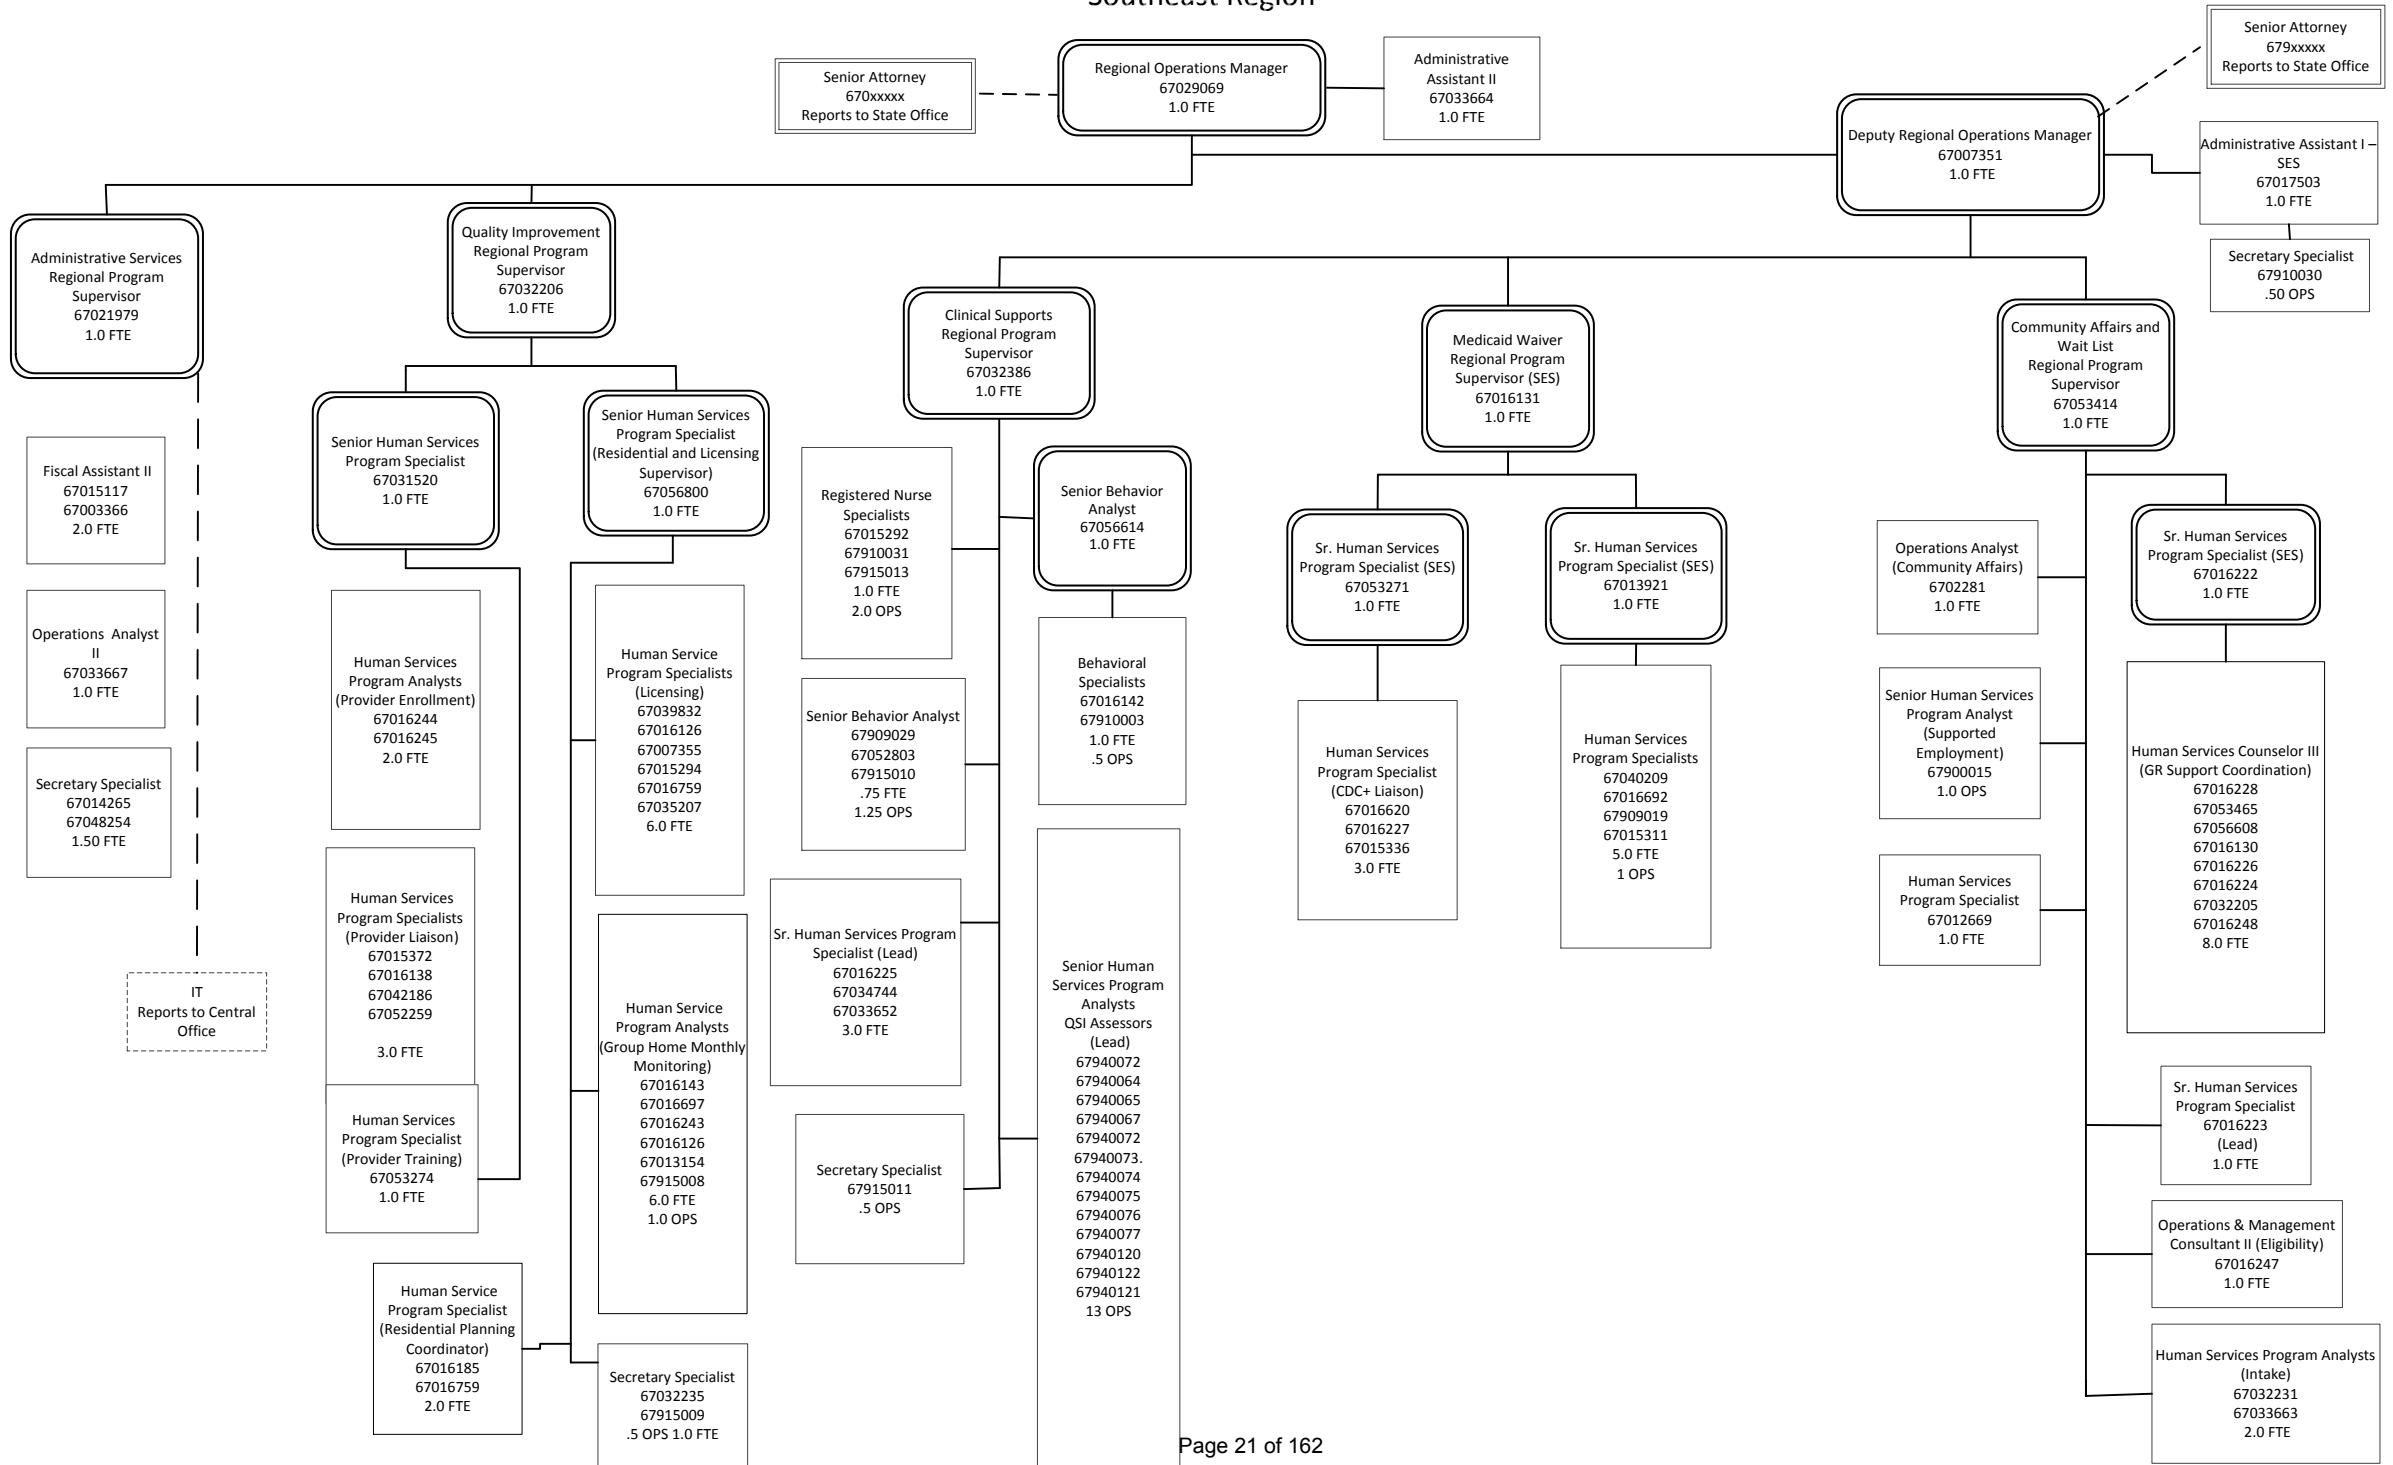 Southeast Region
Senior Attorney
670xxxxx
Reports to State Office
Regional Operations Manager
67029069
1.0 FTE
Administrative
Assistant II
67033664
1.0 FTE
Senior Attorney
679xxxxx
Reports to State Office
Deputy Regional Operations Manager
67007351
1.0 FTE
Administrative Assistant I –
SES
67017503
1.0 FTE
Secretary Specialist
67910030
.50 OPS
Administrative Services
Regional Program
Supervisor
67021979
1.0 FTE
Quality Improvement
Regional Program
Supervisor
67032206
1.0 FTE
Clinical Supports
Regional Program
Supervisor
67032386
1.0 FTE
Medicaid Waiver
Regional Program
Supervisor (SES)
67016131
1.0 FTE
Community Affairs and
Wait List
Regional Program
Supervisor
67053414
1.0 FTE
Fiscal Assistant II
67015117
67003366
2.0 FTE
Operations  Analyst
II
67033667
1.0 FTE
Secretary Specialist
67014265
67048254
1.50 FTE
IT
Reports to Central
Office
Senior Human Services
Program Specialist
67031520
1.0 FTE
Human Services
Program Analysts
(Provider Enrollment)
67016244
67016245
2.0 FTE
Human Services
Program Specialists
(Provider Liaison)
67015372
67016138
67042186
67052259
3.0 FTE
Human Services
Program Specialist
(Provider Training)
67053274
1.0 FTE
Senior Human Services
Program Specialist
(Residential and Licensing
Supervisor)
67056800
1.0 FTE
Human Service
Program Specialists
(Licensing)
67039832
67016126
67007355
67015294
67016759
67035207
6.0 FTE
Human Service
Program Analysts
(Group Home Monthly
Monitoring)
67016143
67016697
67016243
67016126
67013154
67915008
6.0 FTE
1.0 OPS
Human Service
Program Specialist
(Residential Planning
Coordinator)
67016185
67016759
2.0 FTE
Secretary Specialist
67032235
67915009
.5 OPS 1.0 FTE
Registered Nurse
Specialists
67015292
67910031
67915013
1.0 FTE
2.0 OPS
Senior Behavior Analyst
67909029
67052803
67915010
.75 FTE
1.25 OPS
Sr. Human Services Program
Specialist (Lead)
67016225
67034744
67033652
3.0 FTE
Secretary Specialist
67915011
.5 OPS
Senior Behavior
Analyst
67056614
1.0 FTE
Behavioral
Specialists
67016142
67910003
1.0 FTE
.5 OPS
Senior Human
Services Program
Analysts
QSI Assessors
(Lead)
67940072
67940064
67940065
67940067
67940072
67940073.
67940074
67940075
67940076
67940077
67940120
67940122
67940121
13 OPS
Sr. Human Services
Program Specialist (SES)
67053271
1.0 FTE
Human Services
Program Specialist
(CDC+ Liaison)
67016620
67016227
67015336
3.0 FTE
Sr. Human Services
Program Specialist (SES)
67013921
1.0 FTE
Human Services
Program Specialists
67040209
67016692
67909019
67015311
5.0 FTE
1 OPS
Operations Analyst
(Community Affairs)
6702281
1.0 FTE
Senior Human Services
Program Analyst
(Supported
Employment)
67900015
1.0 OPS
Human Services
Program Specialist
67012669
1.0 FTE
Sr. Human Services
Program Specialist (SES)
67016222
1.0 FTE
Human Services Counselor III
(GR Support Coordination)
67016228
67053465
67056608
67016130
67016226
67016224
67032205
67016248
8.0 FTE
Sr. Human Services
Program Specialist
67016223
(Lead)
1.0 FTE
Operations & Management
Consultant II (Eligibility)
67016247
1.0 FTE
Human Services Program Analysts
(Intake)
67032231
67033663
2.0 FTE
Page 21 of 162